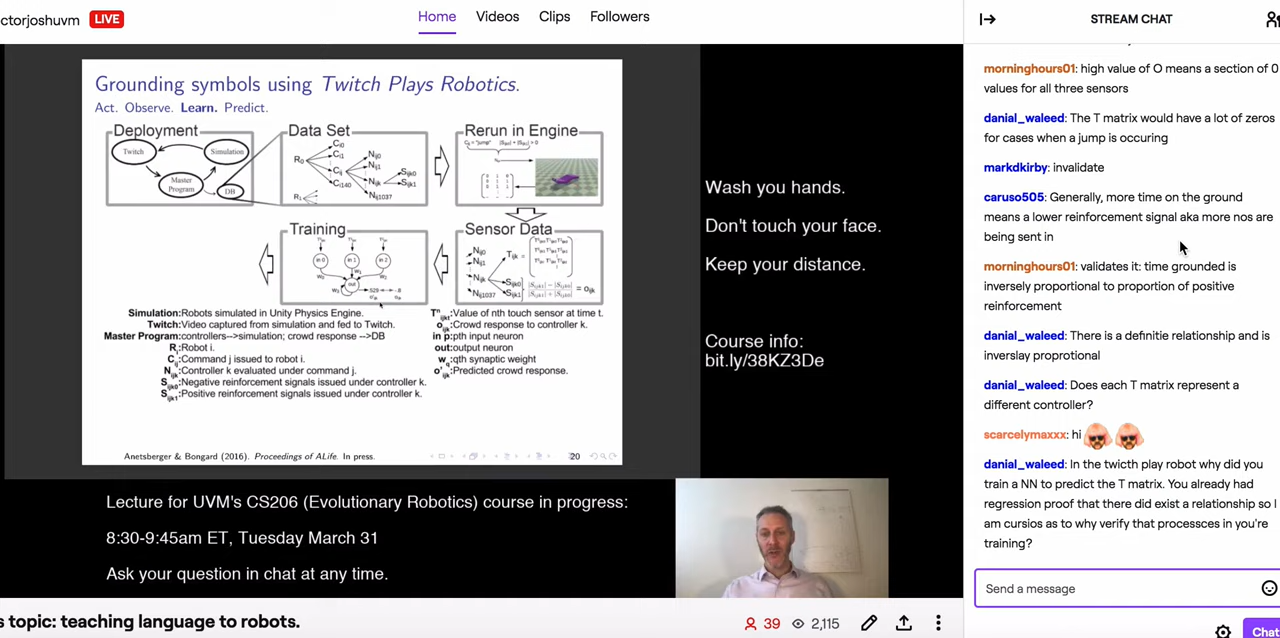 ctorjoshuvm LIVE
Home Videos Clips Followers
STREAM CHAT
Grounding symbols using Twitch Plays Robotics.
Act. Observe. Learn. Predict.
Deployment
Twitch
Simulation
Master
Program
DB
Data Set
Rerun in Engine
Training
Sensor Data
Simulation:Robots simulated in Unity Physics Engine.
Twitch:Video captured from simulation and fed to Twitch.
Master Program:controllers-->simulation; crowd response -->DB
Ri:Robot i.
Cij:Command j issued to robot i.
Nijk:Controller k evaluated under command j.
Sijk0:Negative reinforcement signals issued under controller k.
Sijk1:Positive reinforcement signals issued under controller k.
:Value of nth touch sensor at time t.
oijk:Crowd response to controller k.
in p:pth input neuron
out:output neuron
wq:qth synaptic weight
o'ijk:Predicted crowd response.
Anetsberger & Bongard (2016). Proceedings of ALife. In press.
20
Wash you hands.
Don't touch your face.
Keep your distance.
Course info:
bit.ly/38KZ3De
Lecture for UVM's CS206 (Evolutionary Robotics) course in progress:
8:30-9:45am ET, Tuesday March 31
Ask your question in chat at any time.
s topic: teaching language to robots.
39 2,115
morninghours01: high value of O means a section of 0
values for all three sensors
danial_waleed: The T matrix would have a lot of zeros
for cases when a jump is occuring
markdkirby: invalidate
caruso505: Generally, more time on the ground
means a lower reinforcement signal aka more nos are
being sent in
morninghours01: validates it: time grounded is
inversely proportional to proportion of positive
reinforcement
danial_waleed: There is a defnitie relationship and is
inverslay proprotional
danial_waleed: Does each T matrix represent a
different controller?
scarcelymaxxx: hi
danial_waleed: In the twicth play robot why did you
train a NN to predict the T matrix. You already had
regression proof that there did exist a relationship so I
am cursios as to why verify that processces in you're
training?
Send a message
Chat